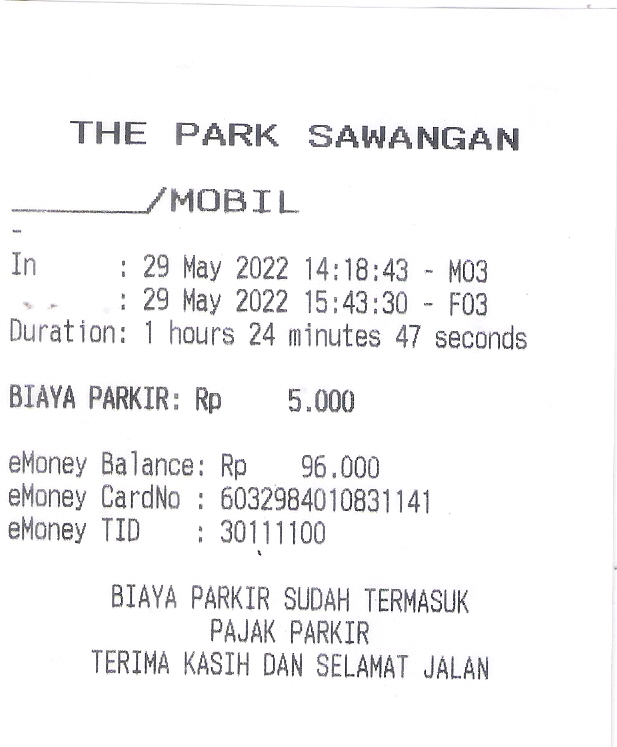 THE PARK SAWANGAN
______/MOBIL
-
In : 29 May 2022 14:18:43 - M03
: 29 May 2022 15:43:30 - F03
Duration: 1 hours 24 minutes 47 seconds
BIAYA PARKIR: Rp 5.000
eMoney Balance: Rp 96.000
eMoney CardNo : 6032984010831141
eMoney TID : 30111100
BIAYA PARKIR SUDAH TERMASUK
PAJAK PARKIR
TERIMA KASIH DAN SELAMAT JALAN